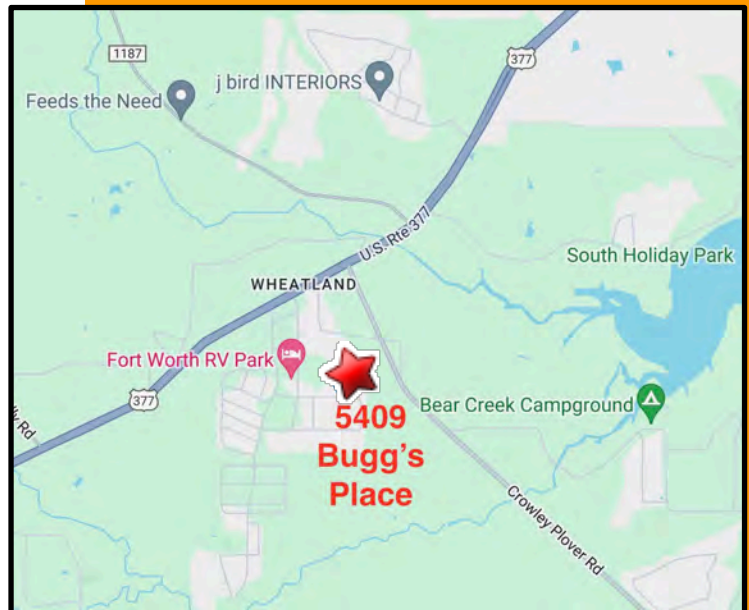 1187
377
j bird INTERIORS
Feeds the Need
U.S. Rte 377
South Holiday Park
WHEATLAND
Fort Worth RV Park
377
5409
Bugg's
Place
Bear Creek Campground
Crowley Plover Rd
Rd